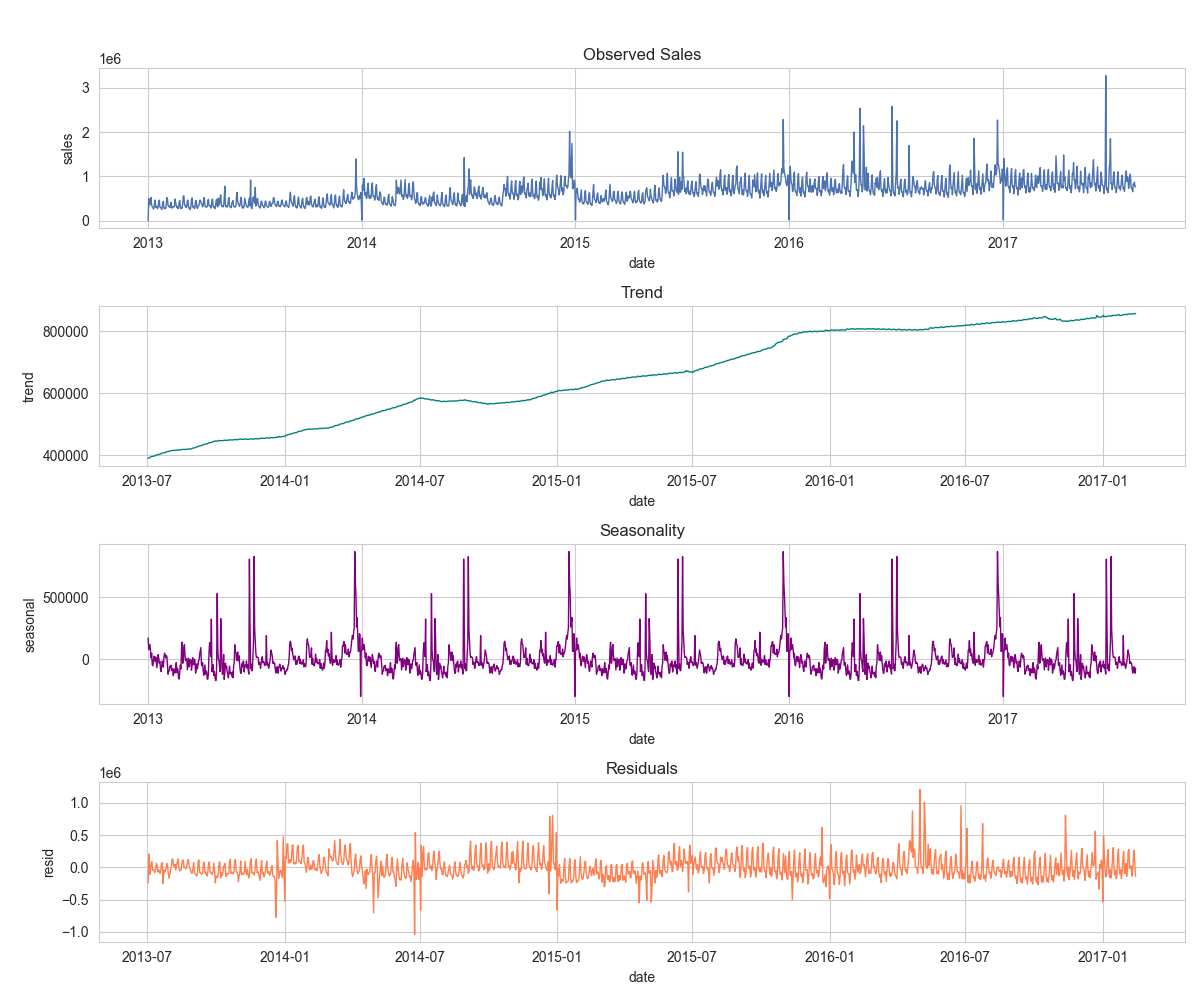 Observed Sales
1e6
3
2
1
0
sales
2013 2014 2015 2016 2017
date
Trend
800000
600000
400000
trend
2013-07 2014-01 2014-07 2015-01 2015-07 2016-01 2016-07 2017-01
date
Seasonality
500000
0
seasonal
2013 2014 2015 2016 2017
date
Residuals
1e6
1.0
0.5
0.0
−0.5
−1.0
resid
2013-07 2014-01 2014-07 2015-01 2015-07 2016-01 2016-07 2017-01
date